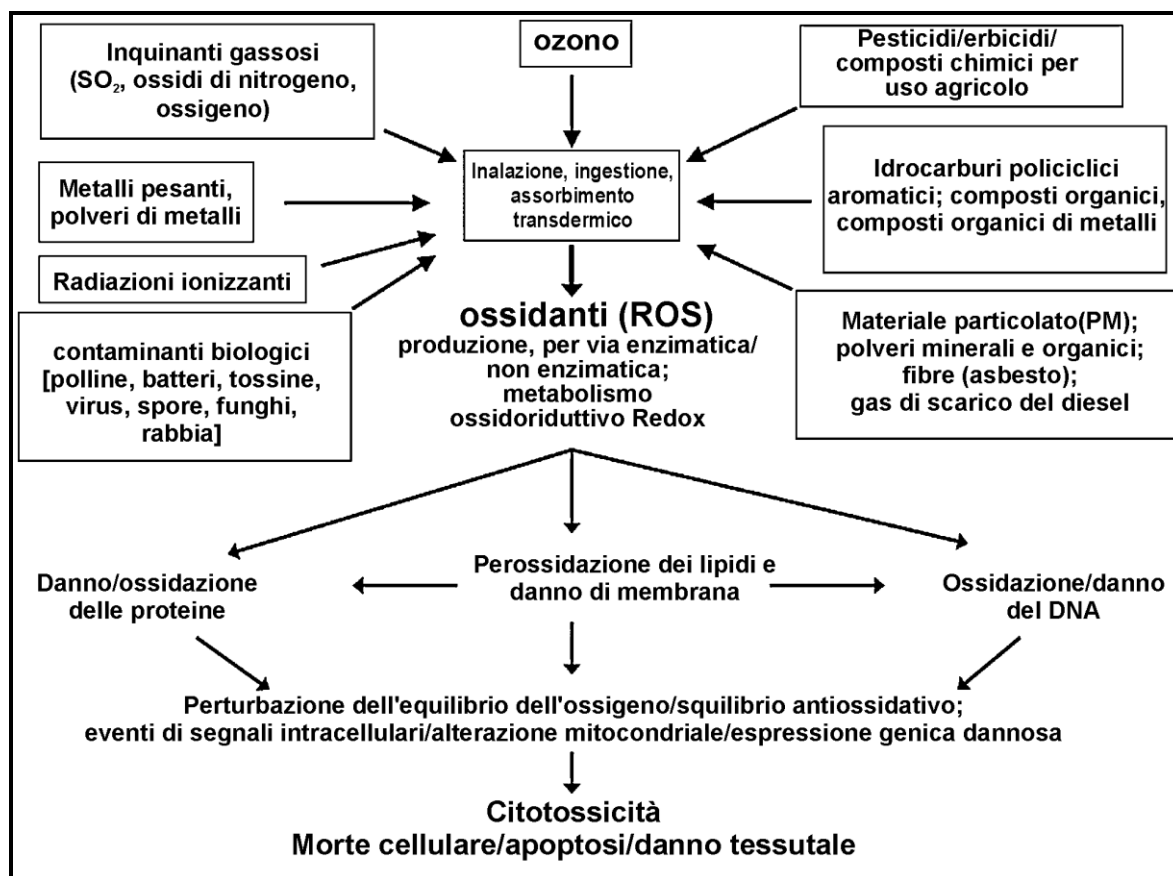 Inquinanti gassosi
(SO₂, ossidi di nitrogeno,
ossigeno)
ozono
Pesticidi/erbicidi/
composti chimici per
uso agricolo
Metalli pesanti,
polveri di metalli
Inalazione, ingestione,
assorbimento
transdermico
Idrocarburi policiclici
aromatici; composti organici,
composti organici di metalli
Radiazioni ionizzanti
contaminanti biologici
[polline, batteri, tossine,
virus, spore, funghi,
rabbia]
ossidanti (ROS)
produzione, per via enzimatica/
non enzimatica;
metabolismo
ossidoriduttivo Redox
Materiale particolato(PM);
polveri minerali e organici;
fibre (asbesto);
gas di scarico del diesel
Danno/ossidazione
delle proteine
Perossidazione dei lipidi e
danno di membrana
Ossidazione/danno
del DNA
Perturbazione dell'equilibrio dell'ossigeno/squilibrio antiossidativo;
eventi di segnali intracellulari/alterazione mitocondriale/espressione genica dannosa
Citotossicità
Morte cellulare/apoptosi/danno tessutale